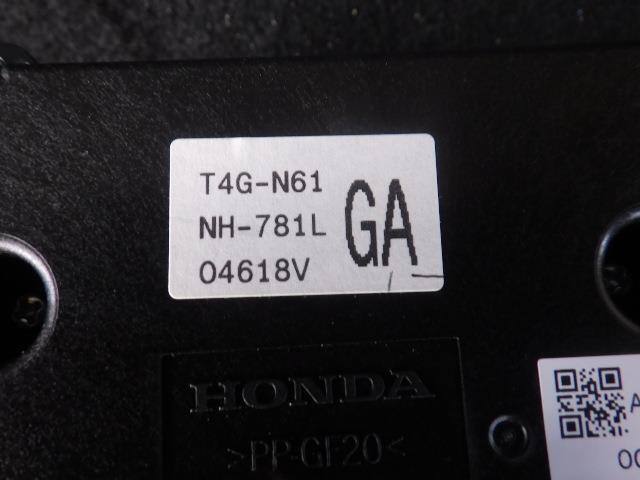 T4G-N61
NH-781L
04618V
GA
HONDA
>PP-GF20<